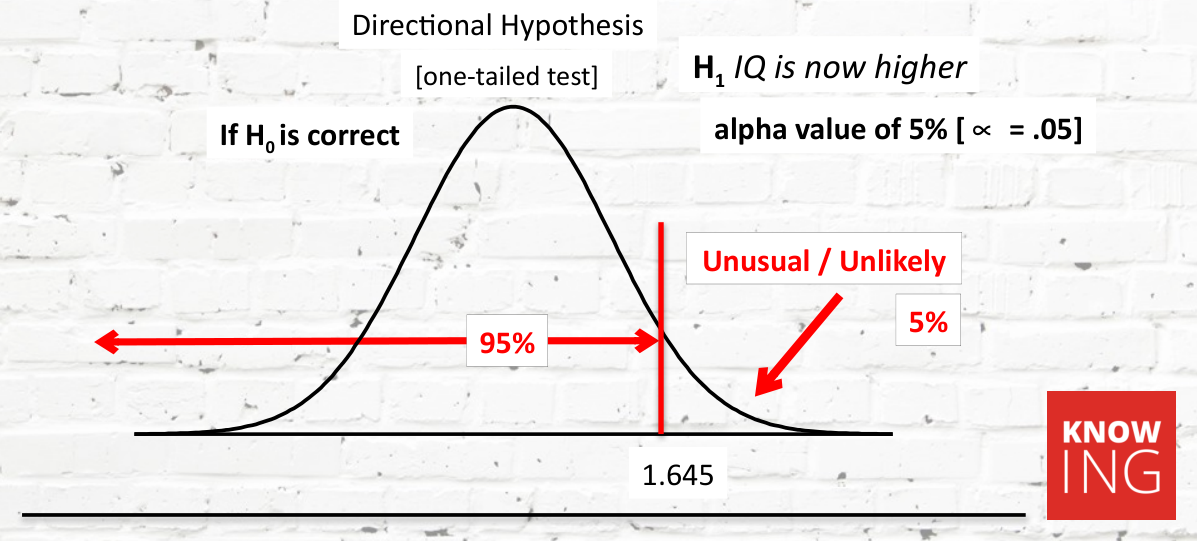 Directional Hypothesis
[one-tailed test]
H₁ IQ is now higher
If H₀ is correct
alpha value of 5% [ ∝ = .05]
Unusual / Unlikely
5%
95%
1.645
KNOW
ING